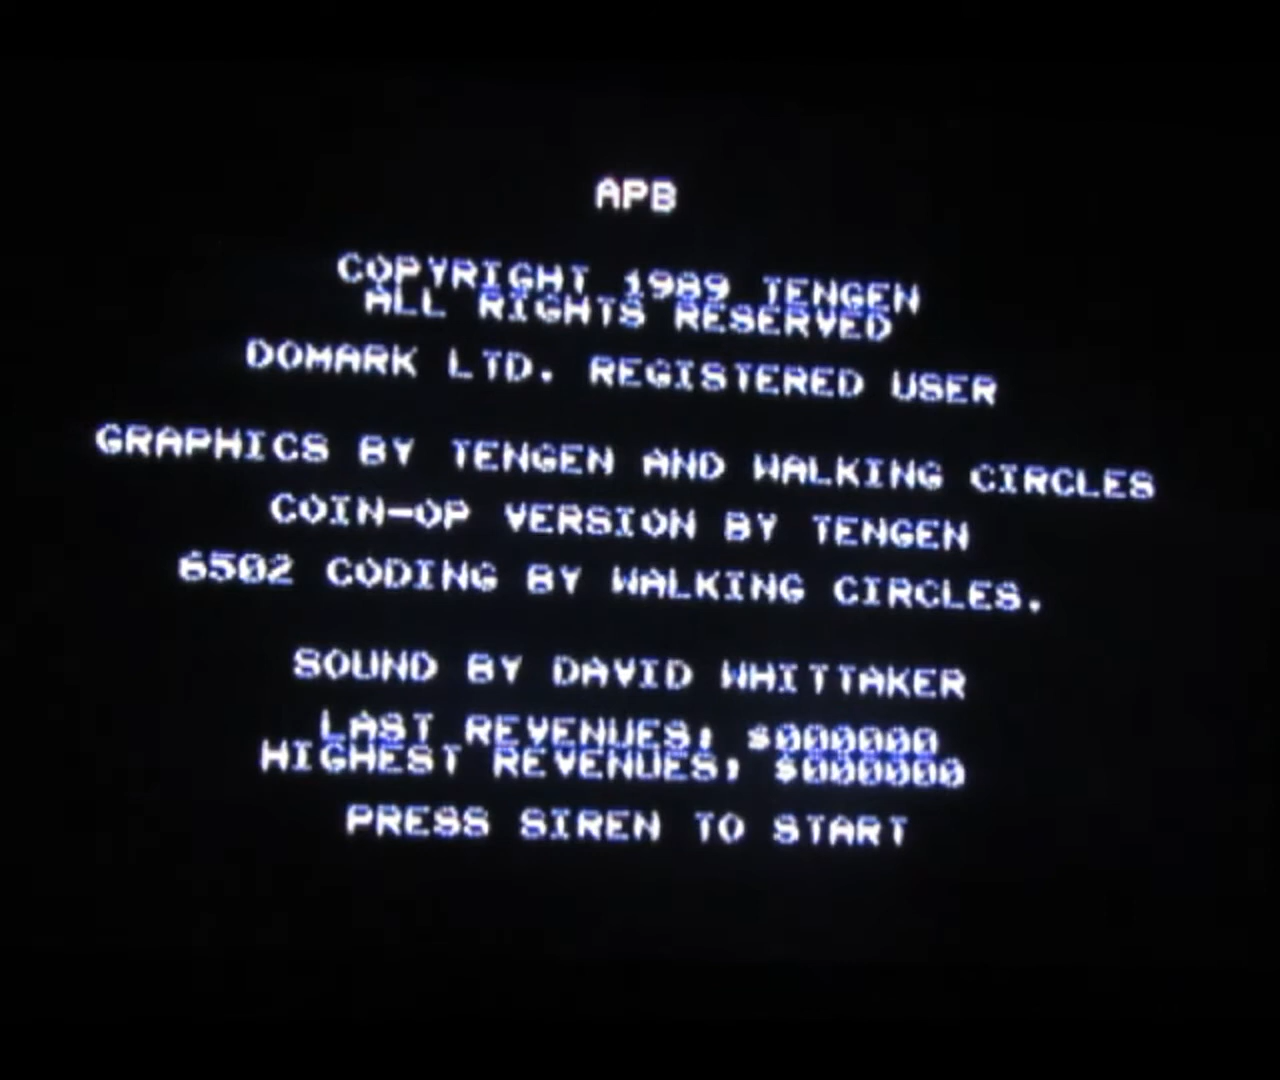 APB
COPYRIGHT 1989 TENGEN
ALL RIGHTS RESERVED
DOMARK LTD. REGISTERED USER
GRAPHICS BY TENGEN AND WALKING CIRCLES
COIN-OP VERSION BY TENGEN
6502 CODING BY WALKING CIRCLES.
SOUND BY DAVID WHITTAKER
LAST REVENUES: $000000
HIGHEST REVENUES: $000000
PRESS SIREN TO START